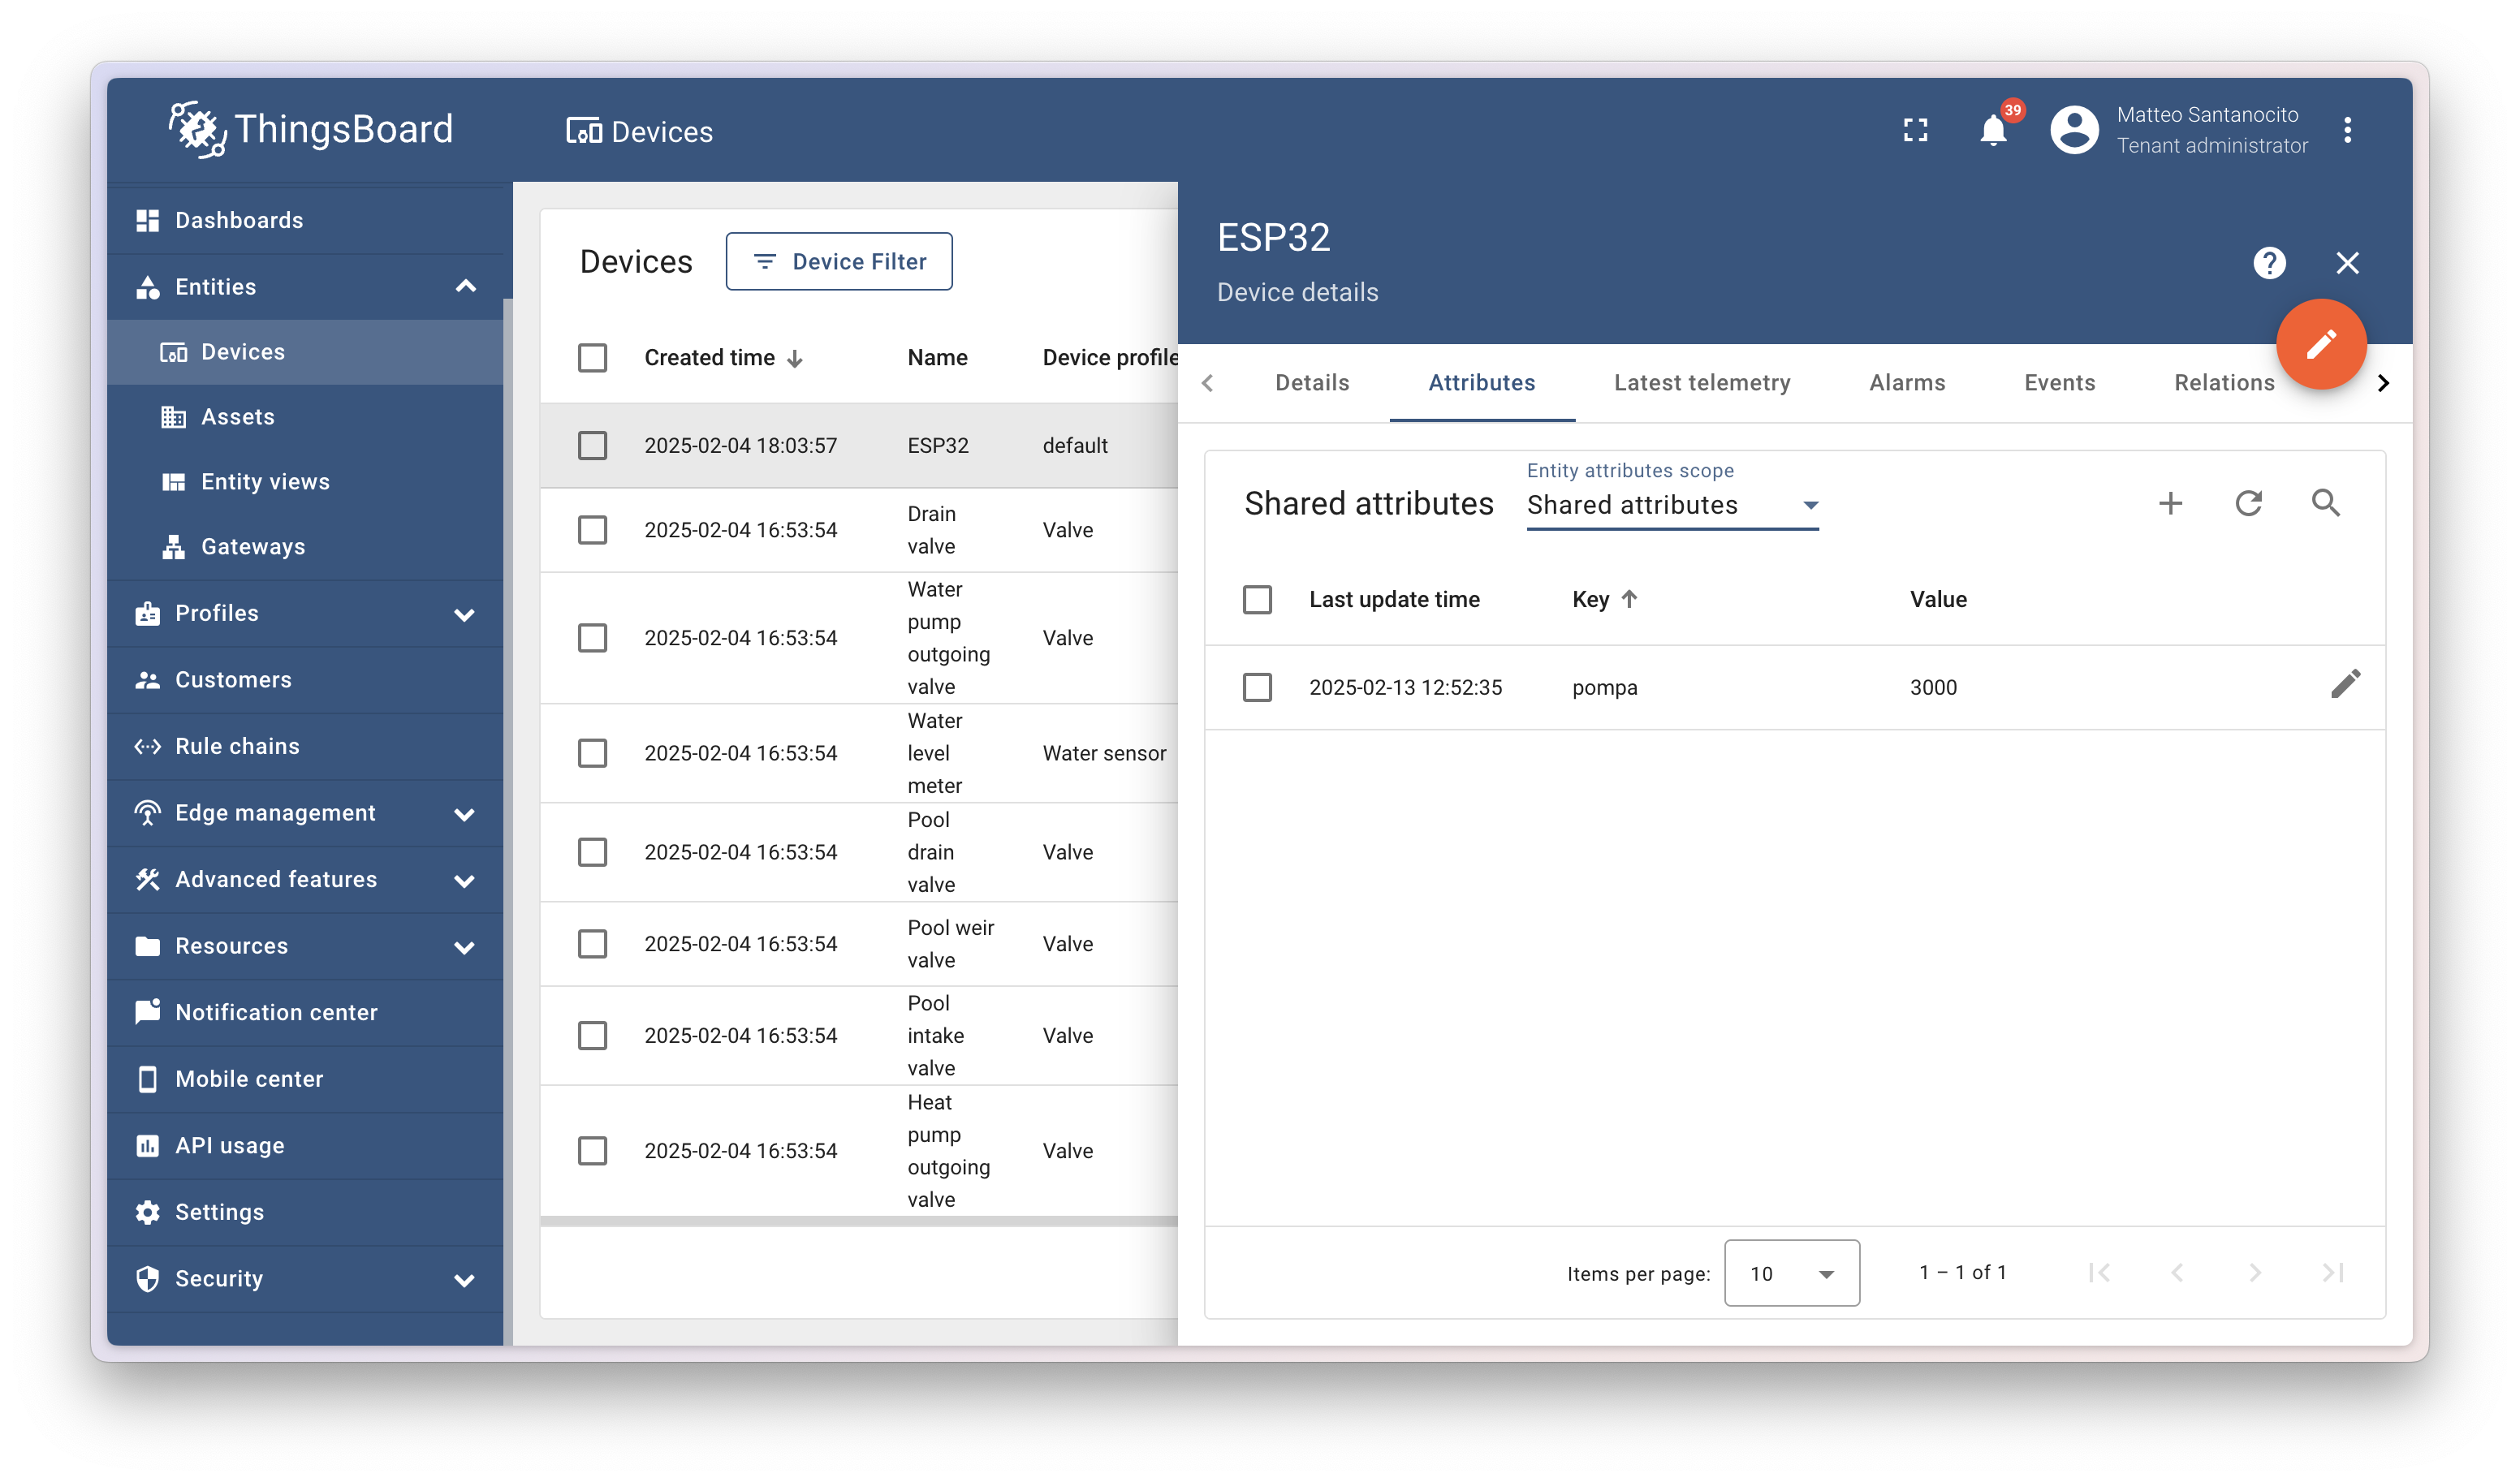 ThingsBoard
Devices
39
Matteo Santanocito
Tenant administrator
Dashboards
Entities
Devices
Assets
Entity views
Gateways
Profiles
Customers
Rule chains
Edge management
Advanced features
Resources
Notification center
Mobile center
API usage
Settings
Security
Devices
Device Filter
Created time Name Device profile
2025-02-04 18:03:57 ESP32 default
2025-02-04 16:53:54 Drain
valve Valve
2025-02-04 16:53:54 Water
pump
outgoing
valve Valve
2025-02-04 16:53:54 Water
level
meter Water sensor
2025-02-04 16:53:54 Pool
drain
valve Valve
2025-02-04 16:53:54 Pool weir
valve Valve
2025-02-04 16:53:54 Pool
intake
valve Valve
2025-02-04 16:53:54 Heat
pump
outgoing
valve Valve
ESP32
Device details
Details Attributes Latest telemetry Alarms Events Relations
Entity attributes scope
Shared attributes Shared attributes
Last update time Key Value
2025-02-13 12:52:35 pompa 3000
Items per page: 10 1 – 1 of 1